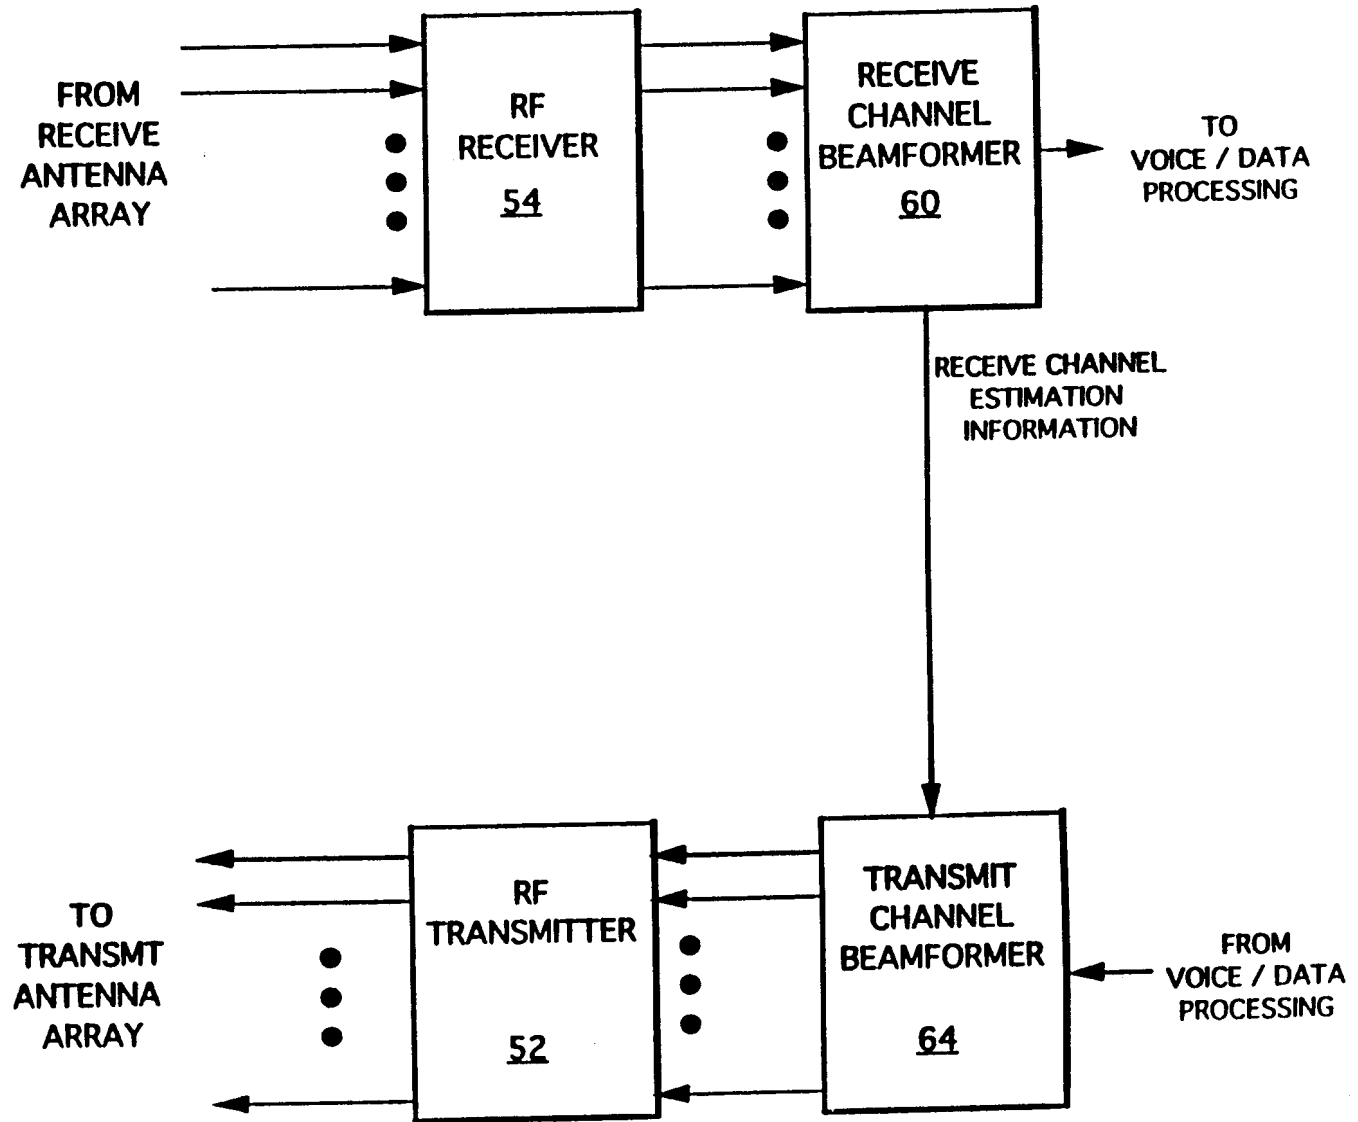 FROM
RECEIVE
ANTENNA
ARRAY
RF
RECEIVER
54
RECEIVE
CHANNEL
BEAMFORMER
60
TO
VOICE / DATA
PROCESSING
RECEIVE CHANNEL
ESTIMATION
INFORMATION
TO
TRANSMT
ANTENNA
ARRAY
RF
TRANSMITTER
52
TRANSMIT
CHANNEL
BEAMFORMER
64
FROM
VOICE / DATA
PROCESSING